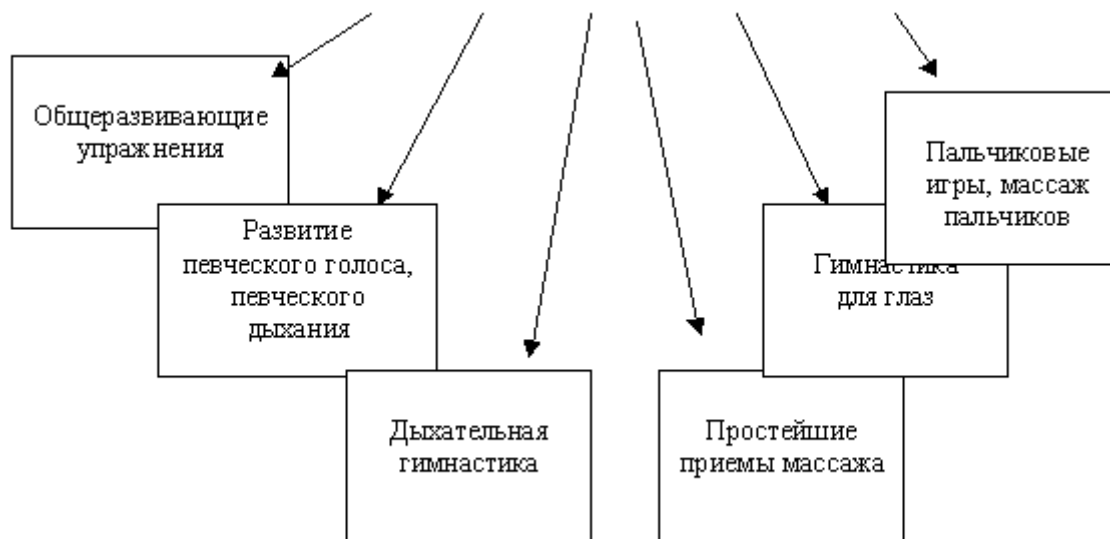 Общеразвивающие
упражнения
Развитие
певческого голоса,
певческого
дыхания
Дыхательная
гимнастика
Простейшие
приемы массажа
Гимнастика
для глаз
Пальчиковые
игры, массаж
пальчиков